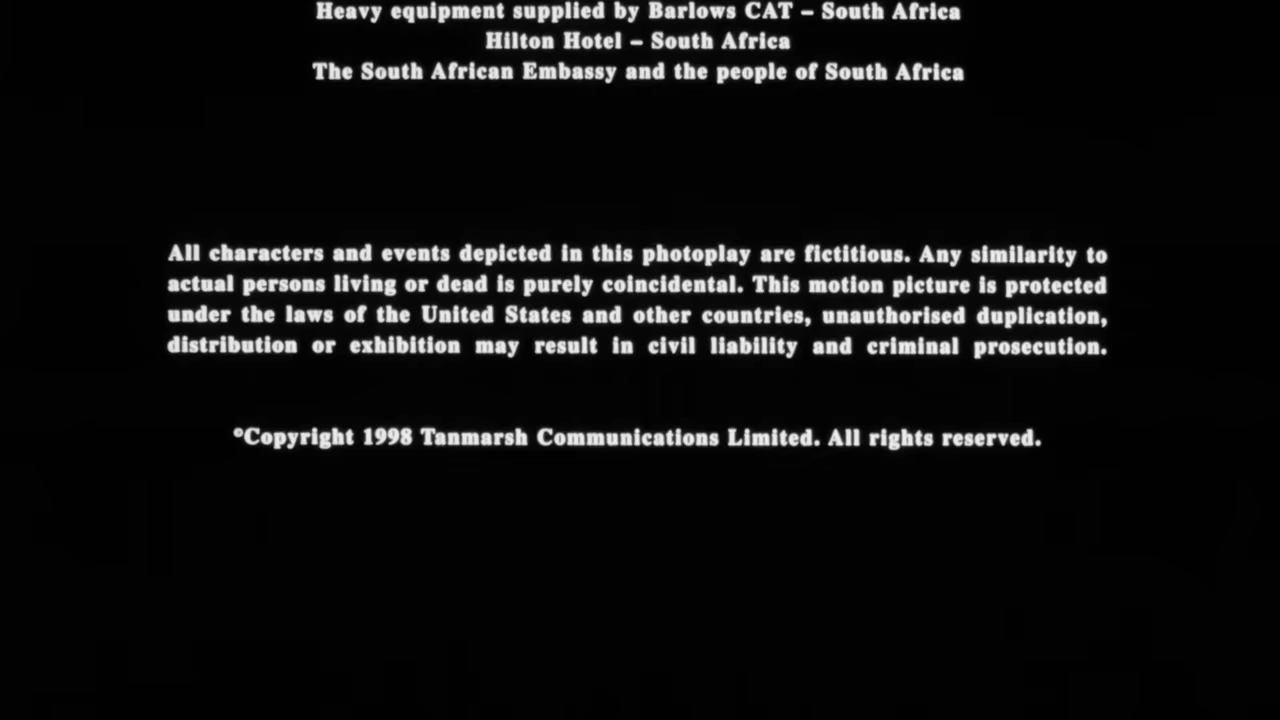 Heavy equipment supplied by Barlows CAT – South Africa
Hilton Hotel – South Africa
The South African Embassy and the people of South Africa
All characters and events depicted in this photoplay are fictitious. Any similarity to
actual persons living or dead is purely coincidental. This motion picture is protected
under the laws of the United States and other countries, unauthorised duplication,
distribution or exhibition may result in civil liability and criminal prosecution.
©Copyright 1998 Tanmarsh Communications Limited. All rights reserved.